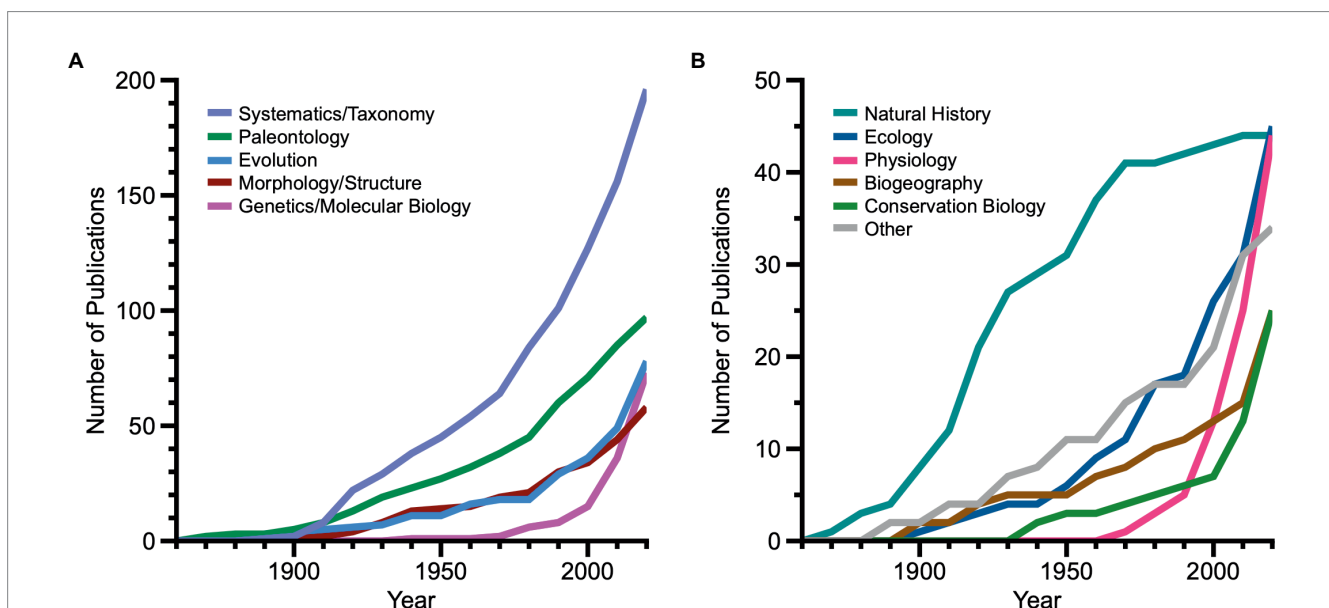 A
Number of Publications
200
150
100
50
0
Systematics/Taxonomy
Paleontology
Evolution
Morphology/Structure
Genetics/Molecular Biology
1900
1950
2000
Year
B
Number of Publications
50
40
30
20
10
0
Natural History
Ecology
Physiology
Biogeography
Conservation Biology
Other
1900
1950
2000
Year